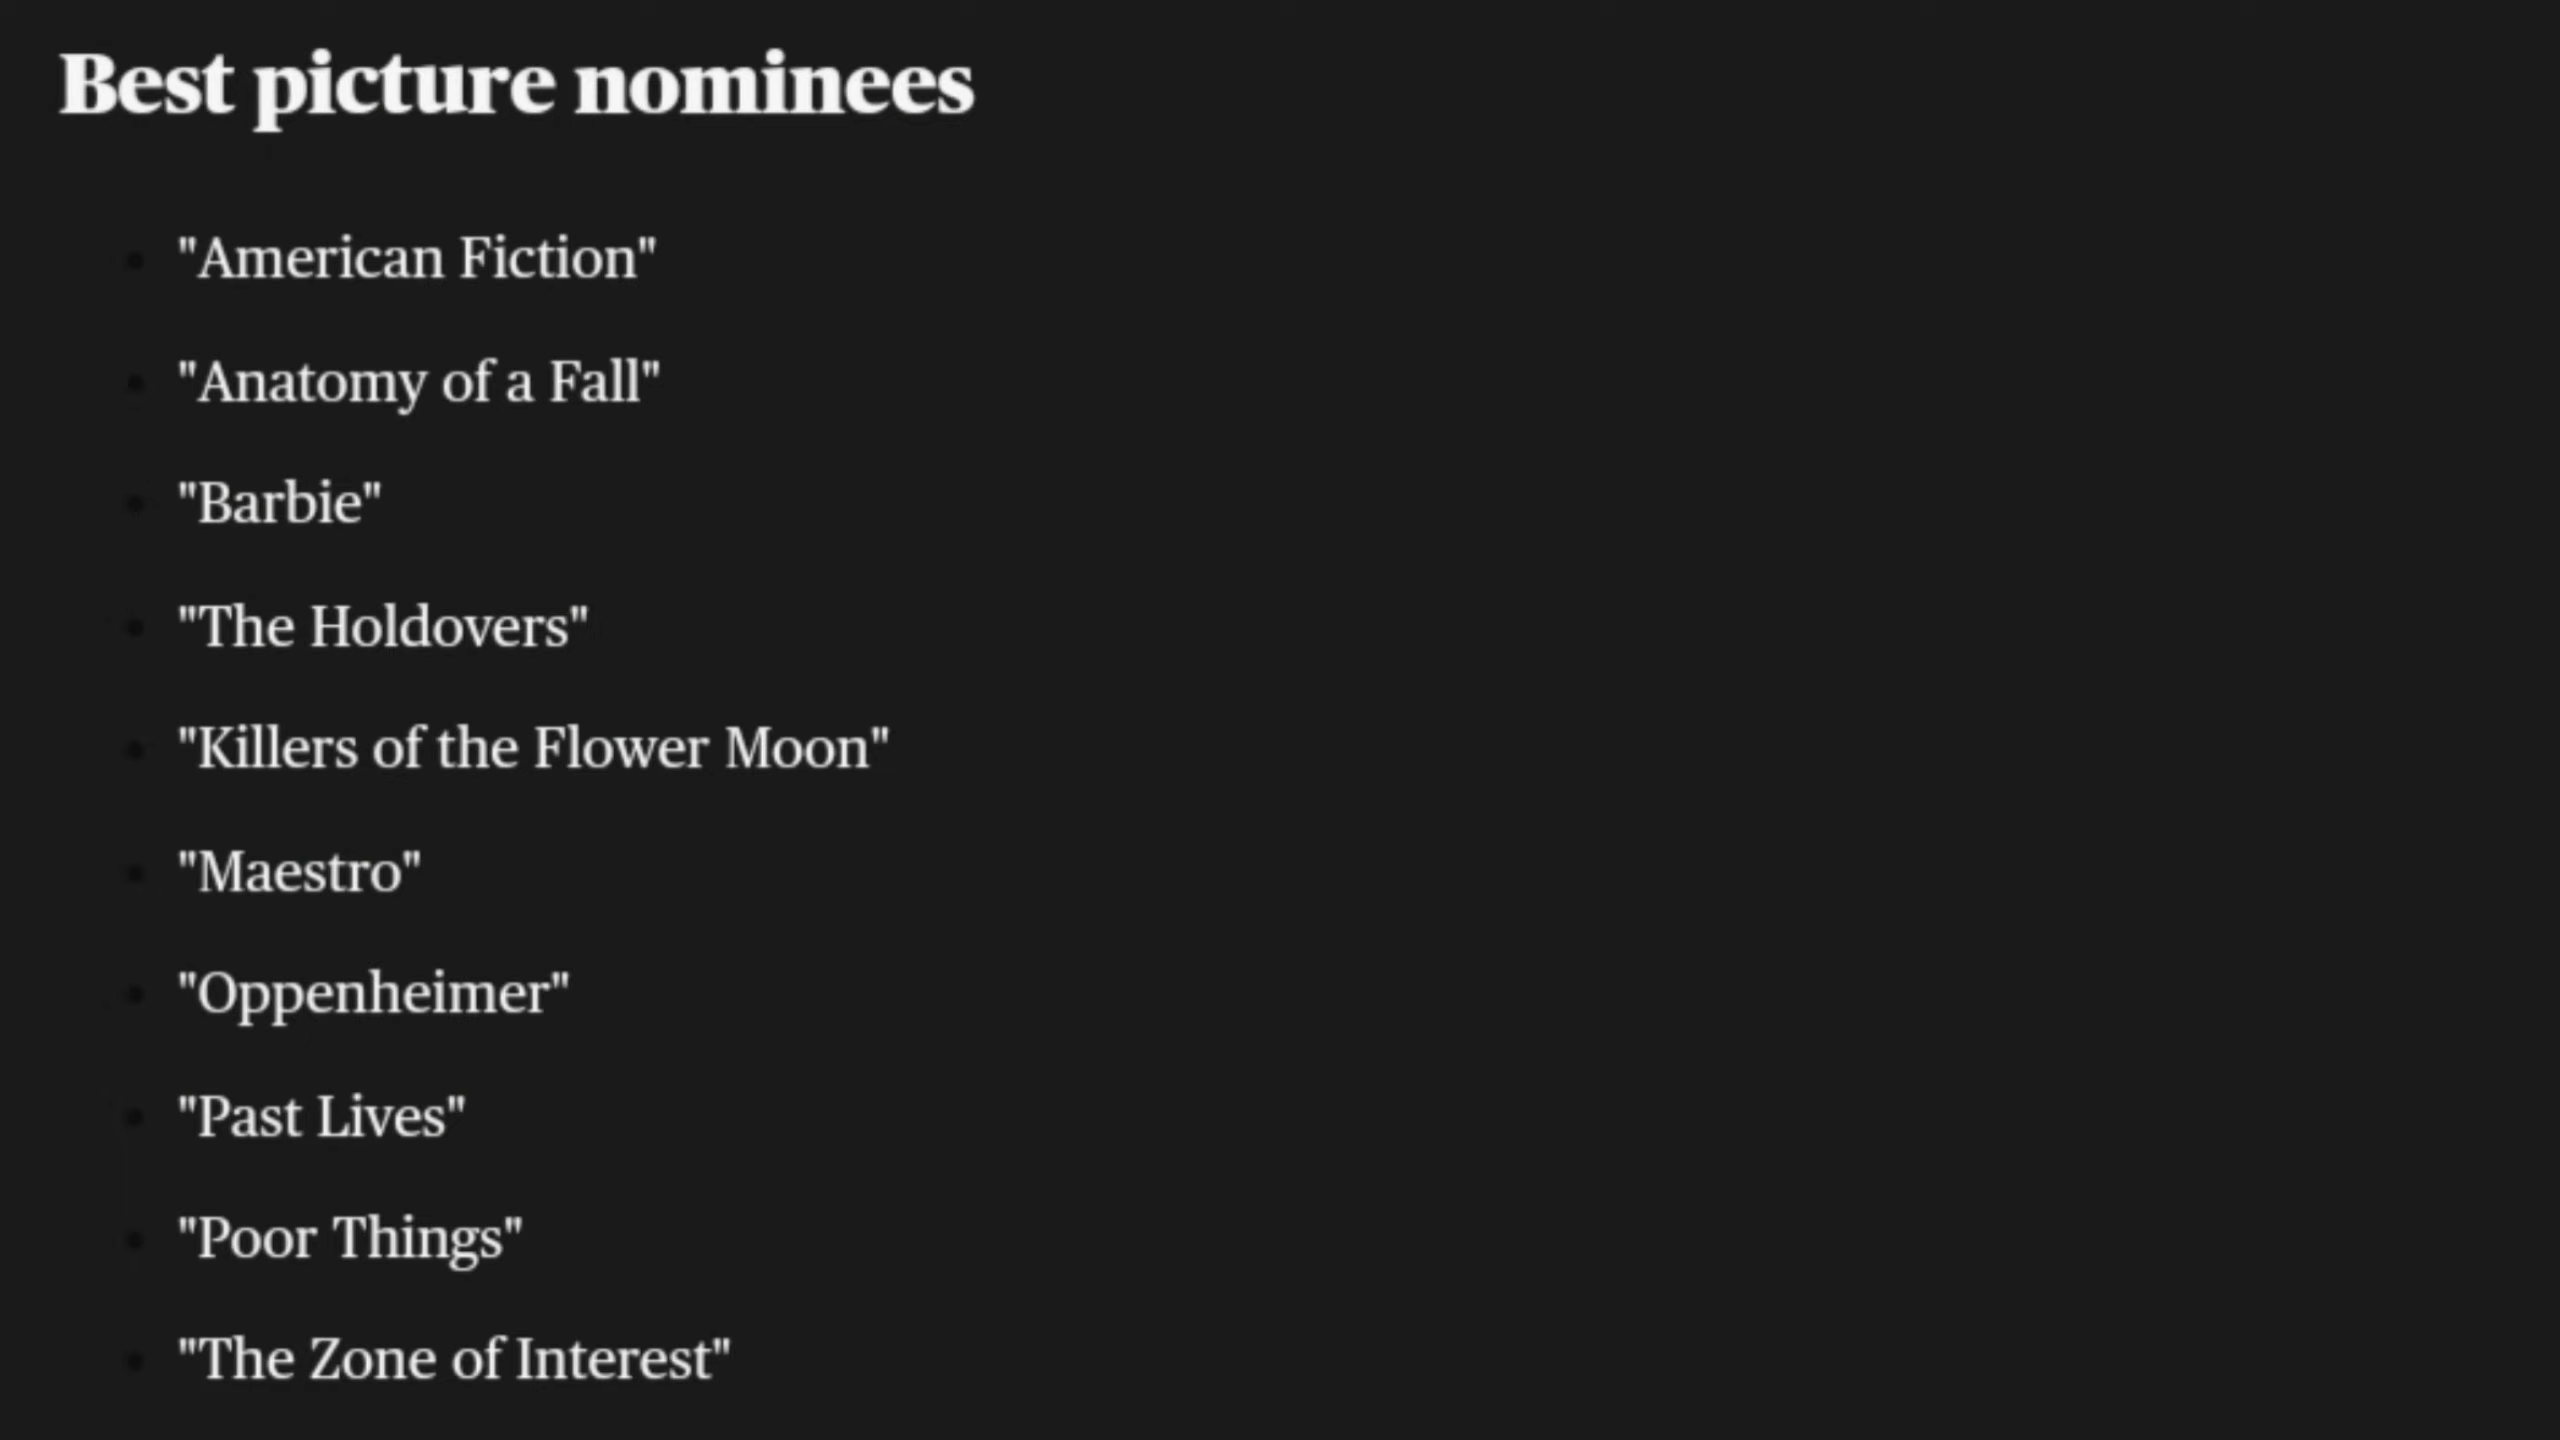 Best picture nominees
"American Fiction"
"Anatomy of a Fall"
"Barbie"
"The Holdovers"
"Killers of the Flower Moon"
"Maestro"
"Oppenheimer"
"Past Lives"
"Poor Things"
"The Zone of Interest"